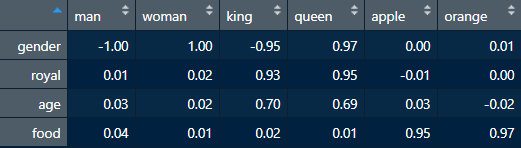 man woman king queen apple orange
gender -1.00 1.00 -0.95 0.97 0.00 0.01
royal 0.01 0.02 0.93 0.95 -0.01 0.00
age 0.03 0.02 0.70 0.69 0.03 -0.02
food 0.04 0.01 0.02 0.01 0.95 0.97